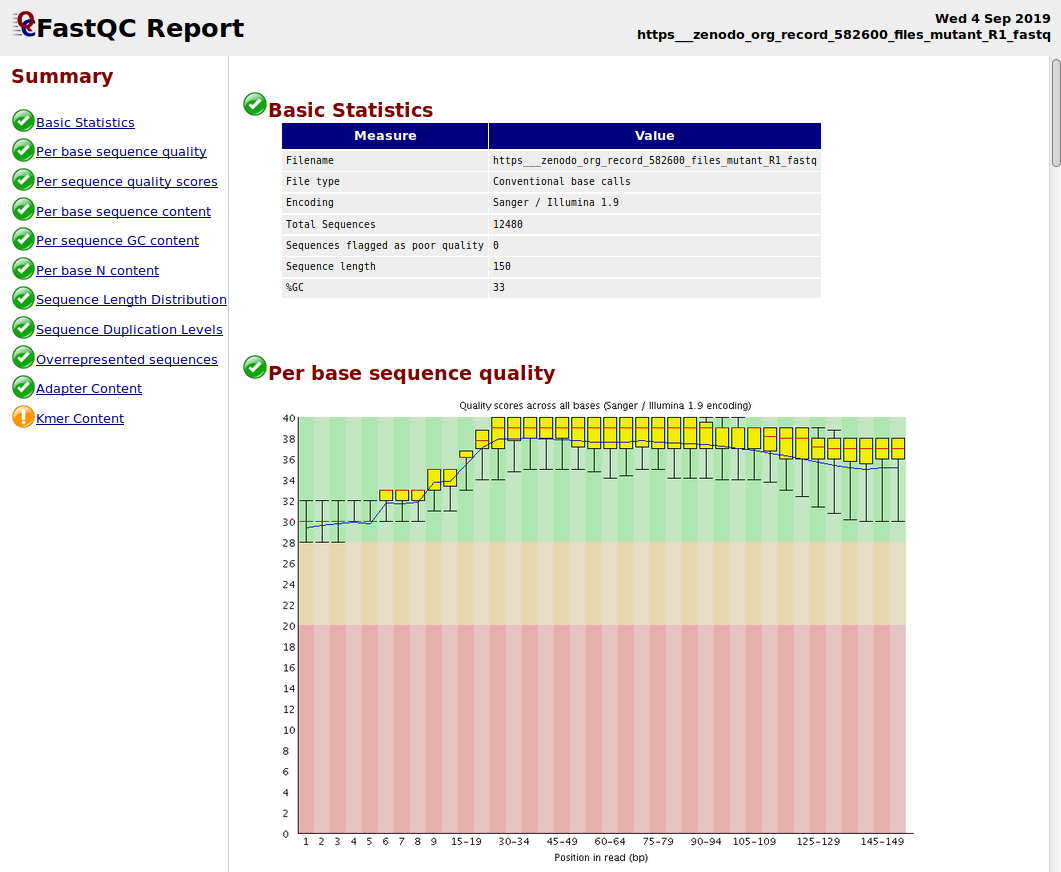 FastQC Report
Wed 4 Sep 2019
https___zenodo_org_record_582600_files_mutant_R1_fastq
Summary
Basic Statistics
Per base sequence quality
Per sequence quality scores
Per base sequence content
Per sequence GC content
Per base N content
Sequence Length Distribution
Sequence Duplication Levels
Overrepresented sequences
Adapter Content
Kmer Content
Basic Statistics
Measure Value
Filename https___zenodo_org_record_582600_files_mutant_R1_fastq
File type Conventional base calls
Encoding Sanger / Illumina 1.9
Total Sequences 12480
Sequences flagged as poor quality 0
Sequence length 150
%GC 33
Per base sequence quality
Quality scores across all bases (Sanger / Illumina 1.9 encoding)
40
38
36
34
32
30
28
26
24
22
20
18
16
14
12
10
8
6
4
2
0
1 2 3 4 5 6 7 8 9 15-19 30-34 45-49 60-64 75-79 90-94 105-109 125-129 145-149
Position in read (bp)